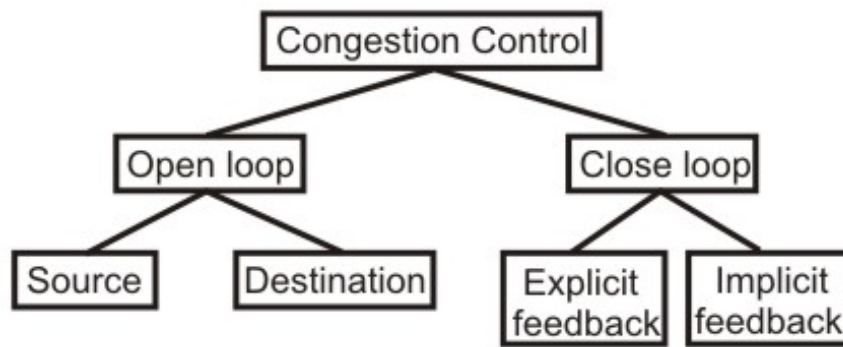 Congestion Control
Open loop
Close loop
Source
Destination
Explicit
feedback
Implicit
feedback